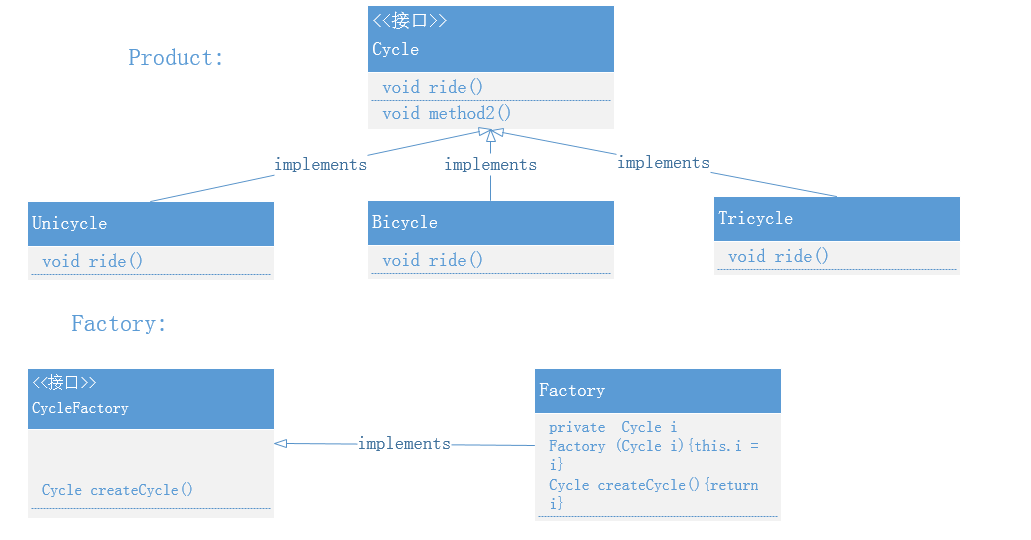 <<接口>>
Cycle
Product:
void ride()
void method2()
implements
implements
implements
Unicycle
Bicycle
Tricycle
void ride()
void ride()
void ride()
Factory:
<<接口>>
CycleFactory
Cycle createCycle()
implements
Factory
private  Cycle i
Factory (Cycle i){this.i =
i}
Cycle createCycle(){return
i}